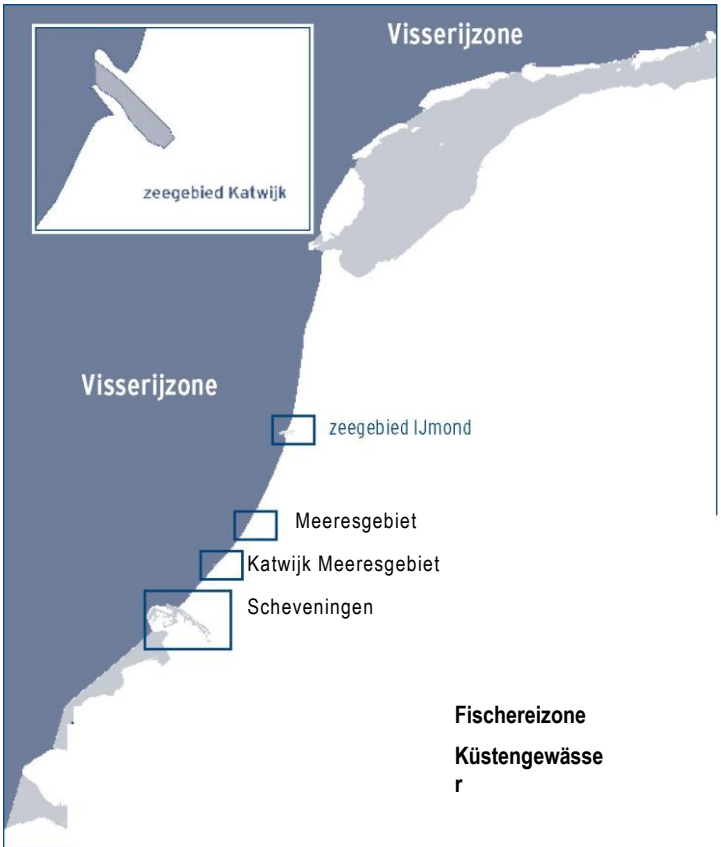 Visserijzone
zeegebied Katwijk
Visserijzone
zeegebied IJmond
Meeresgebiet
Katwijk Meeresgebiet
Scheveningen
Fischereizone
Küstengewässe
r